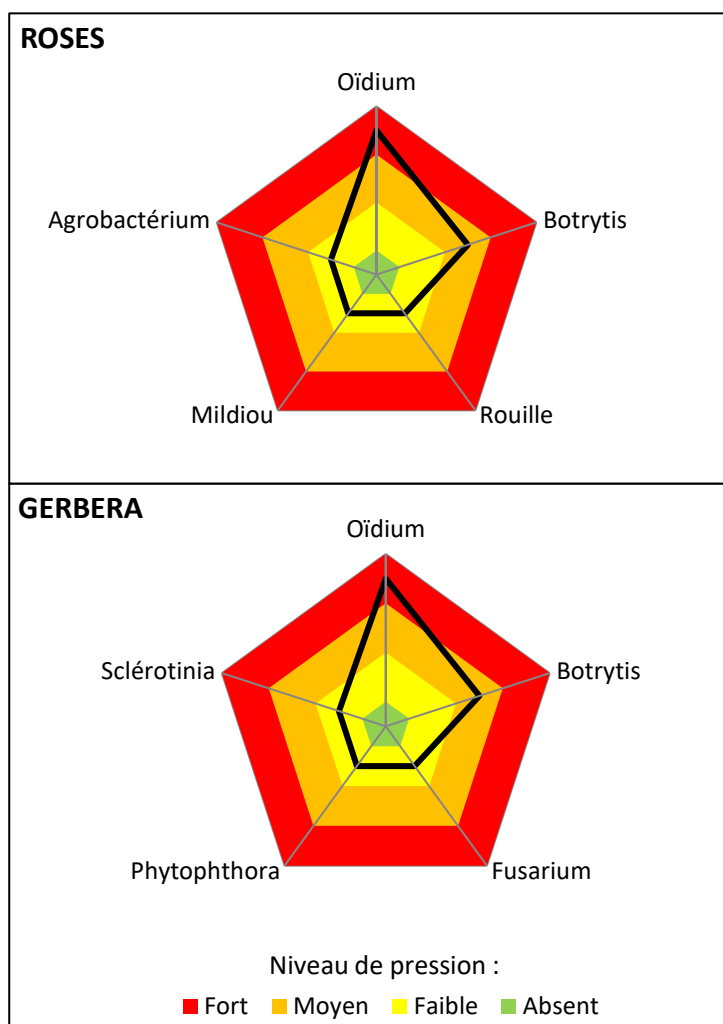 ROSES
Oïdium
Agrobactérium
Botrytis
Mildiou
Rouille
GERBERA
Oïdium
Sclérotinia
Botrytis
Phytophthora
Fusarium
Niveau de pression :
Fort Moyen Faible Absent